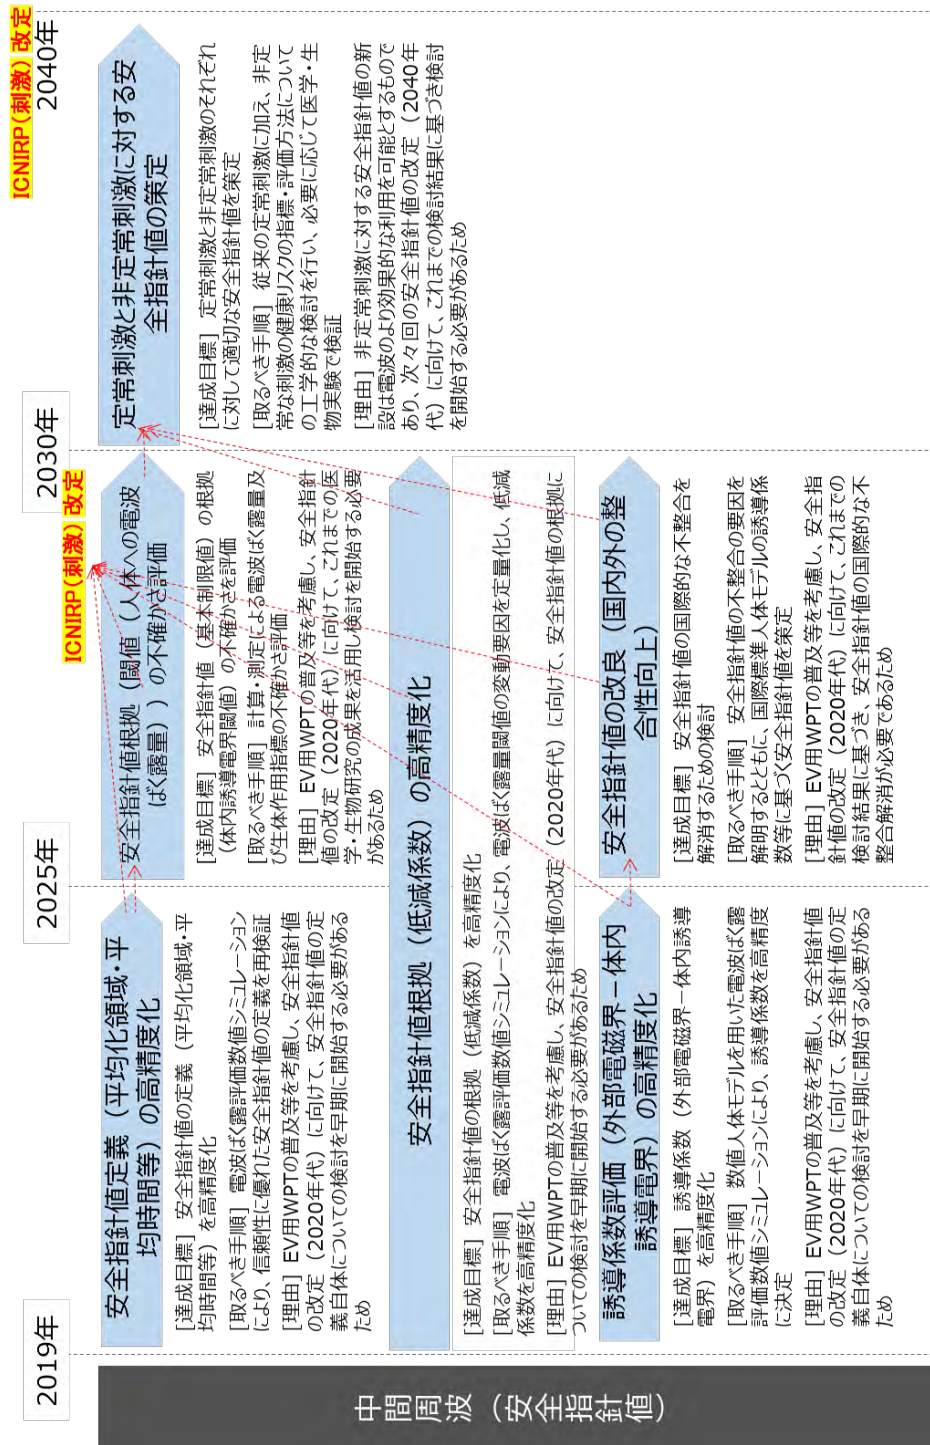 2019年
2025年
2030年
2040年
ICNIRP（刺激）改定
ICNIRP（刺激）改定
中間周波（安全指針値）
安全指針値定義（平均化領域・平
均時間等）の高精度化
[達成目標] 安全指針値の定義（平均化領域・平
均時間等）を高精度化
[取るべき手順] 電波ばく露評価数値シミュレーション
により、信頼性に優れた安全指針値の定義を再検証
[理由] EV用WPTの普及等を考慮し、安全指針値
の改定（2020年代）に向けて、安全指針値の定
義自体についての検討を早期に開始する必要がある
ため
安全指針値根拠（閾値（人体への電波
ばく露量））の不確かさ評価
[達成目標] 安全指針値（基本制限値）の根拠
（体内誘導電界閾値）の不確かさを評価
[取るべき手順] 計算・測定による電波ばく露量及
び生体作用指標の不確かさ評価
[理由] EV用WPTの普及等を考慮し、安全指針
値の改定（2020年代）に向けて、これまでの医
学・生物研究の成果を活用し検討を開始する必要
があるため
定常刺激と非定常刺激に対する安
全指針値の策定
[達成目標] 定常刺激と非定常刺激のそれぞれ
に対して適切な安全指針値を策定
[取るべき手順] 従来の定常刺激に加え、非定
常な刺激の健康リスクの指標・評価方法について
の工学的な検討を行い、必要に応じて医学・生
物実験で検証
[理由] 非定常刺激に対する安全指針値の新
設は電波のより効果的な利用を可能とするもので
あり、次々回の安全指針値の改定（2040年
代）に向けて、これまでの検討結果に基づき検討
を開始する必要があるため
安全指針値根拠（低減係数）の高精度化
[達成目標] 安全指針値の根拠（低減係数）を高精度化
[取るべき手順] 電波ばく露評価数値シミュレーションにより、電波ばく露量閾値の変動要因を定量化し、低減
係数を高精度化
[理由] EV用WPTの普及等を考慮し、安全指針値の改定（2020年代）に向けて、安全指針値の根拠に
ついての検討を早期に開始する必要があるため
誘導係数評価（外部電磁界－体内
誘導電界）の高精度化
[達成目標] 誘導係数（外部電磁界－体内誘導
電界）を高精度化
[取るべき手順] 数値人体モデルを用いた電波ばく露
評価数値シミュレーションにより、誘導係数を高精度
に決定
[理由] EV用WPTの普及等を考慮し、安全指針値
の改定（2020年代）に向けて、安全指針値の定
義自体についての検討を早期に開始する必要がある
ため
安全指針値の改良（国内外の整
合性向上）
[達成目標] 安全指針値の国際的な不整合を
解消するための検討
[取るべき手順] 安全指針値の不整合の要因を
解明するとともに、国際標準人体モデルの誘導係
数等に基づく安全指針値を策定
[理由] EV用WPTの普及等を考慮し、安全指
針値の改定（2020年代）に向けて、これまでの
検討結果に基づき、安全指針値の国際的な不
整合解消が必要であるため